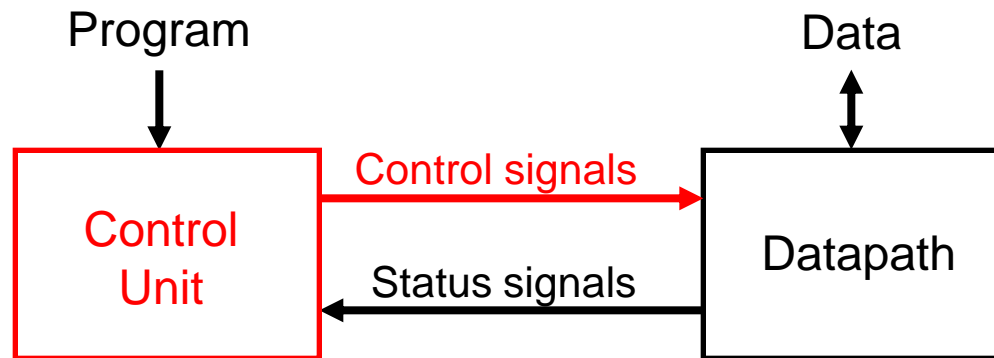 Program
Data
Control signals
Control
Unit
Datapath
Status signals